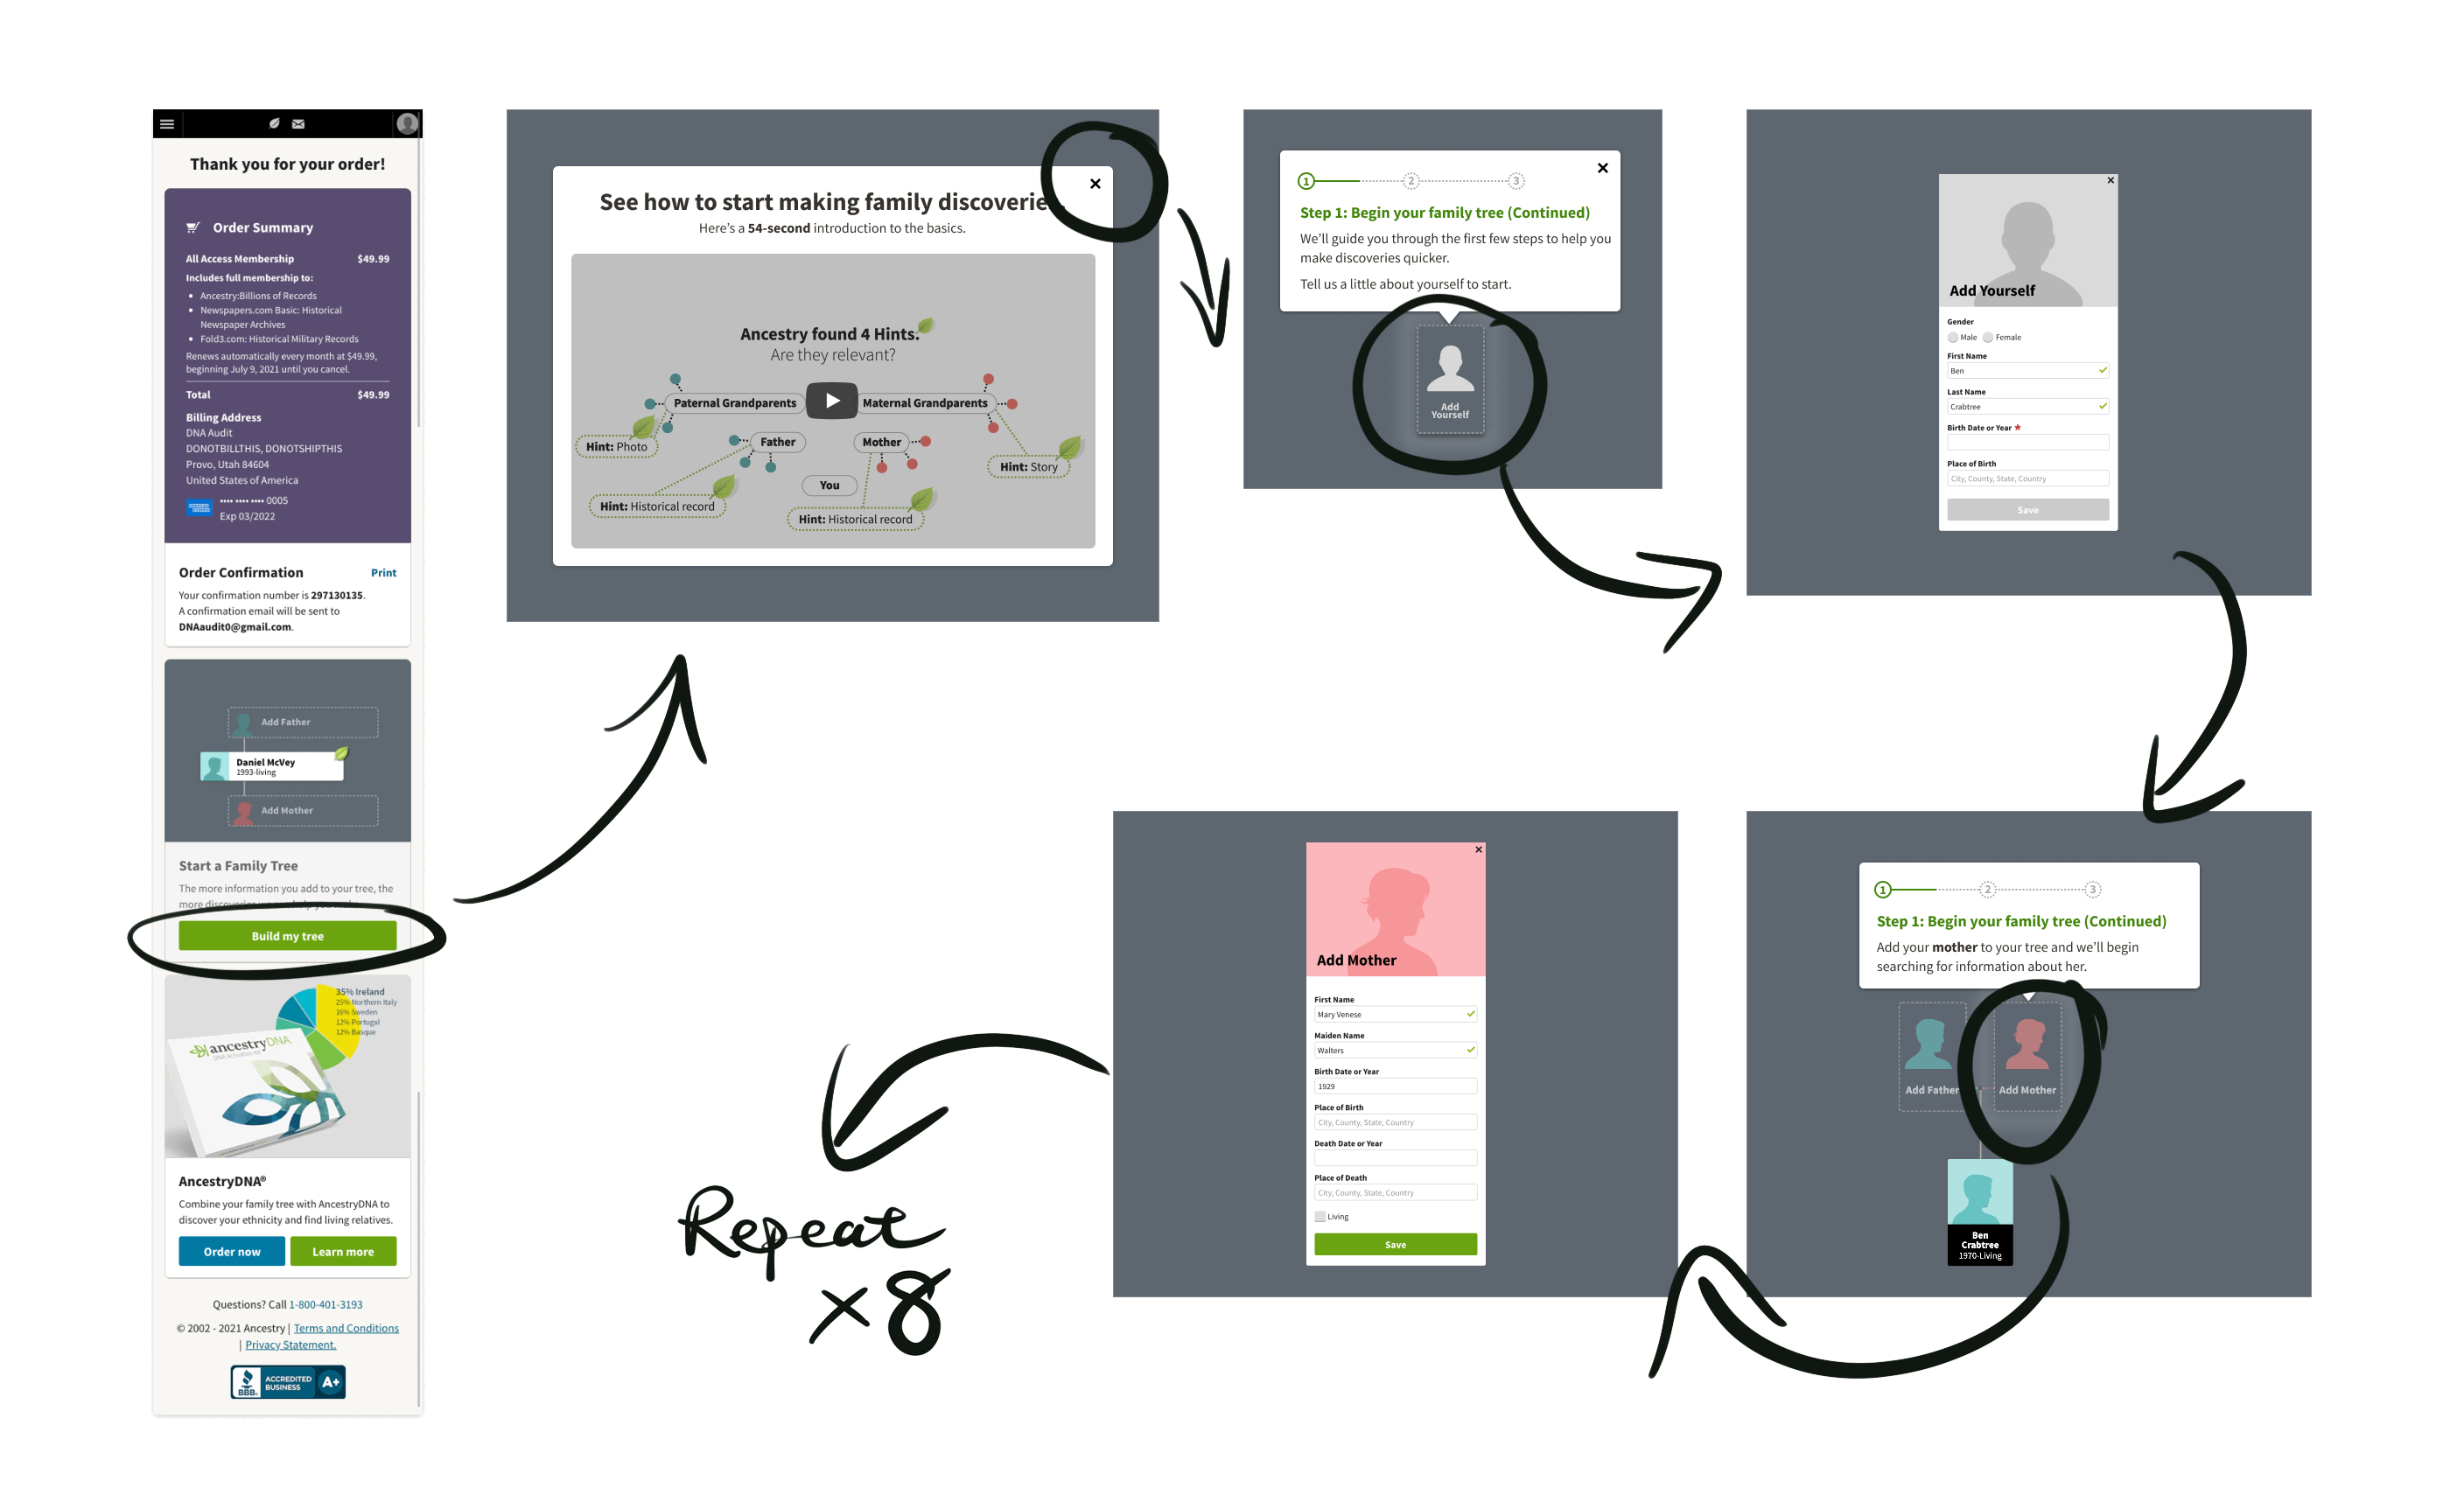 Thank you for your order!
Order Summary
All Access Membership $49.99
Includes full membership to:
• Ancestry:Billions of Records
• Newspapers.com Basic: Historical
Newspaper Archives
• Fold3.com: Historical Military Records
Renews automatically every month at $49.99,
beginning July 9, 2021 until you cancel.
Total $49.99
Billing Address
DNA Audit
DONOTBILLTHIS, DONOTSHIPTHIS
Provo, Utah 84604
United States of America
•••• •••• •••• 0005
Exp 03/2022
Order Confirmation Print
Your confirmation number is 297130135.
A confirmation email will be sent to
DNAaudit0@gmail.com.
Add Father
Daniel McVey
1993-living
Add Mother
Start a Family Tree
The more information you add to your tree, the
more discoveries we can help you make.
Build my tree
35% Ireland
25% Northern Italy
16% Sweden
12% Portugal
12% Basque
ancestryDNA
DNA Activation Kit
AncestryDNA®
Combine your family tree with AncestryDNA to
discover your ethnicity and find living relatives.
Order now Learn more
Questions? Call 1-800-401-3193
© 2002 - 2021 Ancestry | Terms and Conditions
| Privacy Statement.
BBB. ACCREDITED
BUSINESS A+
See how to start making family discoverie
Here's a 54-second introduction to the basics.
Ancestry found 4 Hints.
Are they relevant?
Paternal Grandparents Maternal Grandparents
Father Mother
Hint: Photo
Hint: Story
You
Hint: Historical record
Hint: Historical record
1 2 3
Step 1: Begin your family tree (Continued)
We'll guide you through the first few steps to help you
make discoveries quicker.
Tell us a little about yourself to start.
Add
Yourself
Add Yourself
Gender
Male Female
First Name
Ben
Last Name
Crabtree
Birth Date or Year *
Place of Birth
City, County, State, Country
Save
1 2 3
Step 1: Begin your family tree (Continued)
Add your mother to your tree and we'll begin
searching for information about her.
Add Father Add Mother
Ben
Crabtree
1970-Living
Add Mother
First Name
Mary Venese
Maiden Name
Walters
Birth Date or Year
1929
Place of Birth
City, County, State, Country
Death Date or Year
Place of Death
City, County, State, Country
Living
Save
Repeat
×8